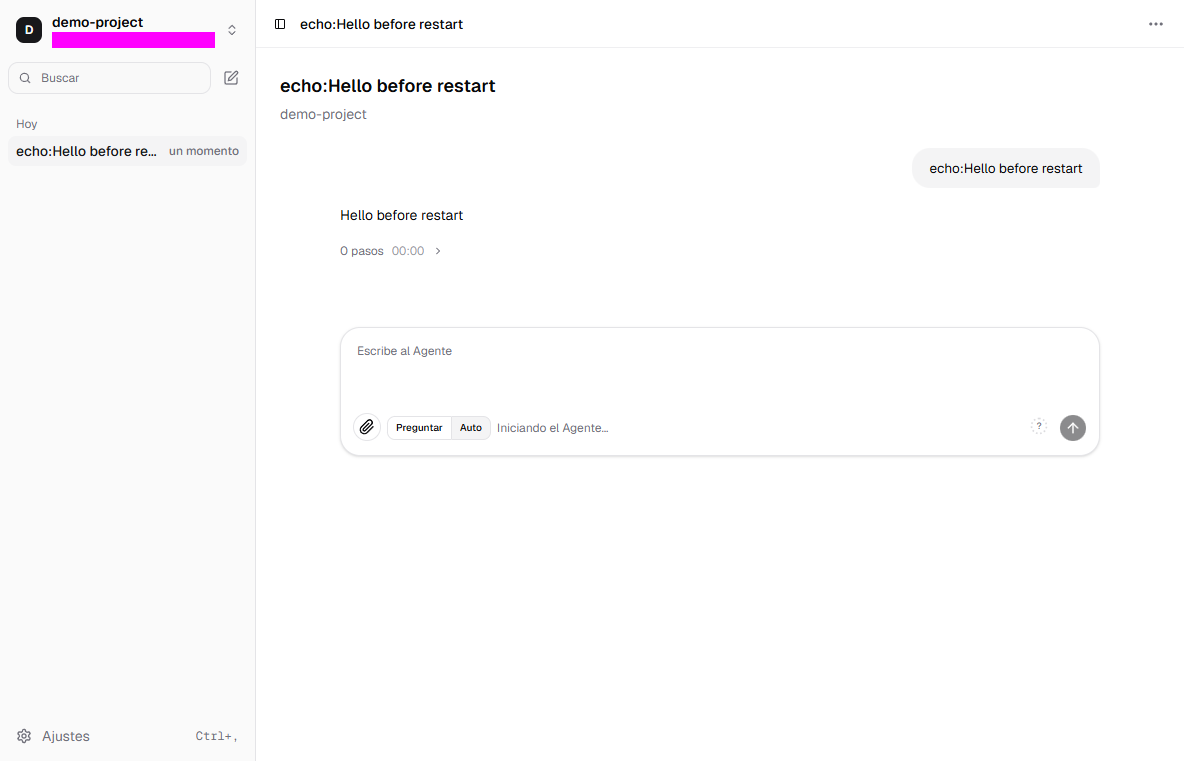 D
demo-project
Buscar
Hoy
echo:Hello before re... un momento
Ajustes Ctrl+,
echo:Hello before restart
echo:Hello before restart
demo-project
echo:Hello before restart
Hello before restart
0 pasos 00:00
Escribe al Agente
Preguntar Auto Iniciando el Agente...
?